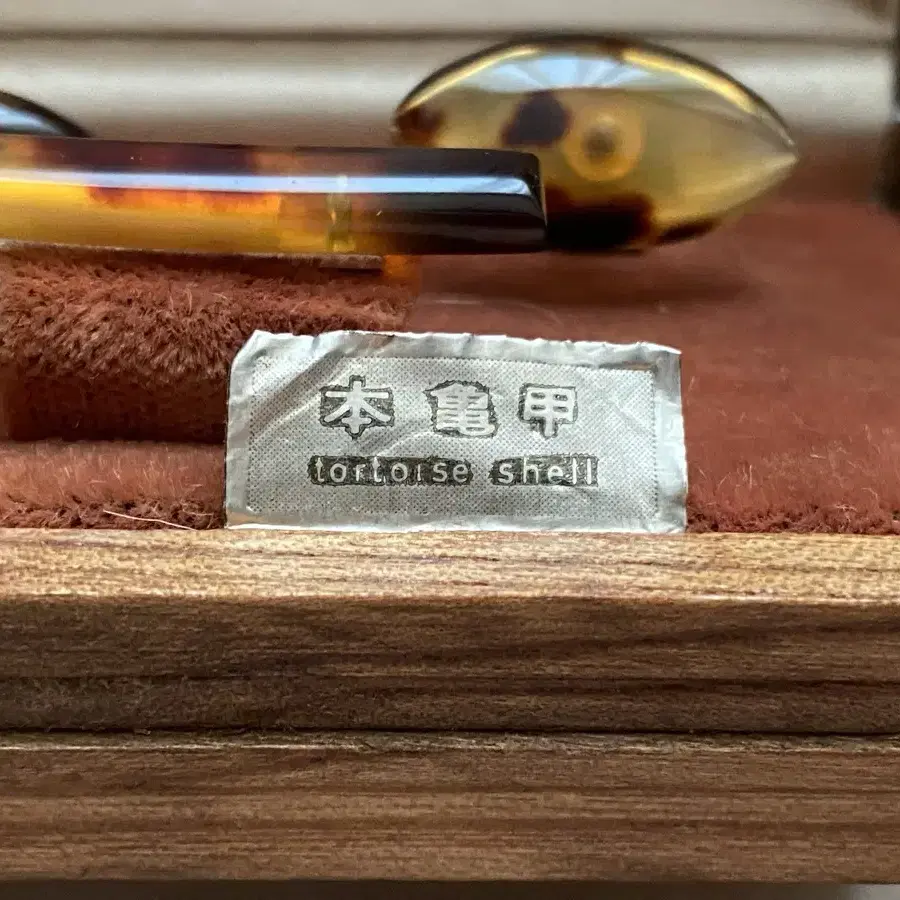 本亀甲
tortoise shell